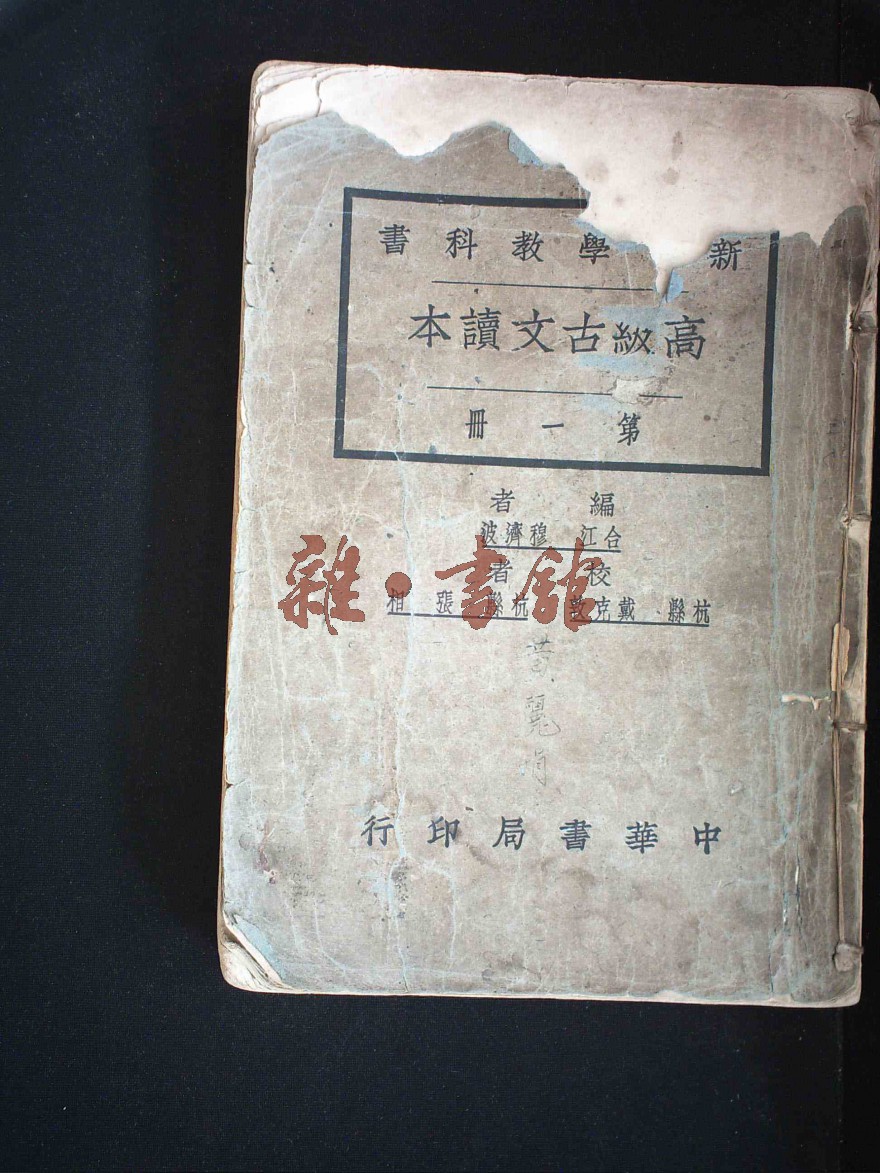 新 學教科書
高級古文讀本
第一冊
編者
合江 穆濟波
校者
杭縣 戴克敦 杭縣 張相
雜·書館
黃
中華書局印行